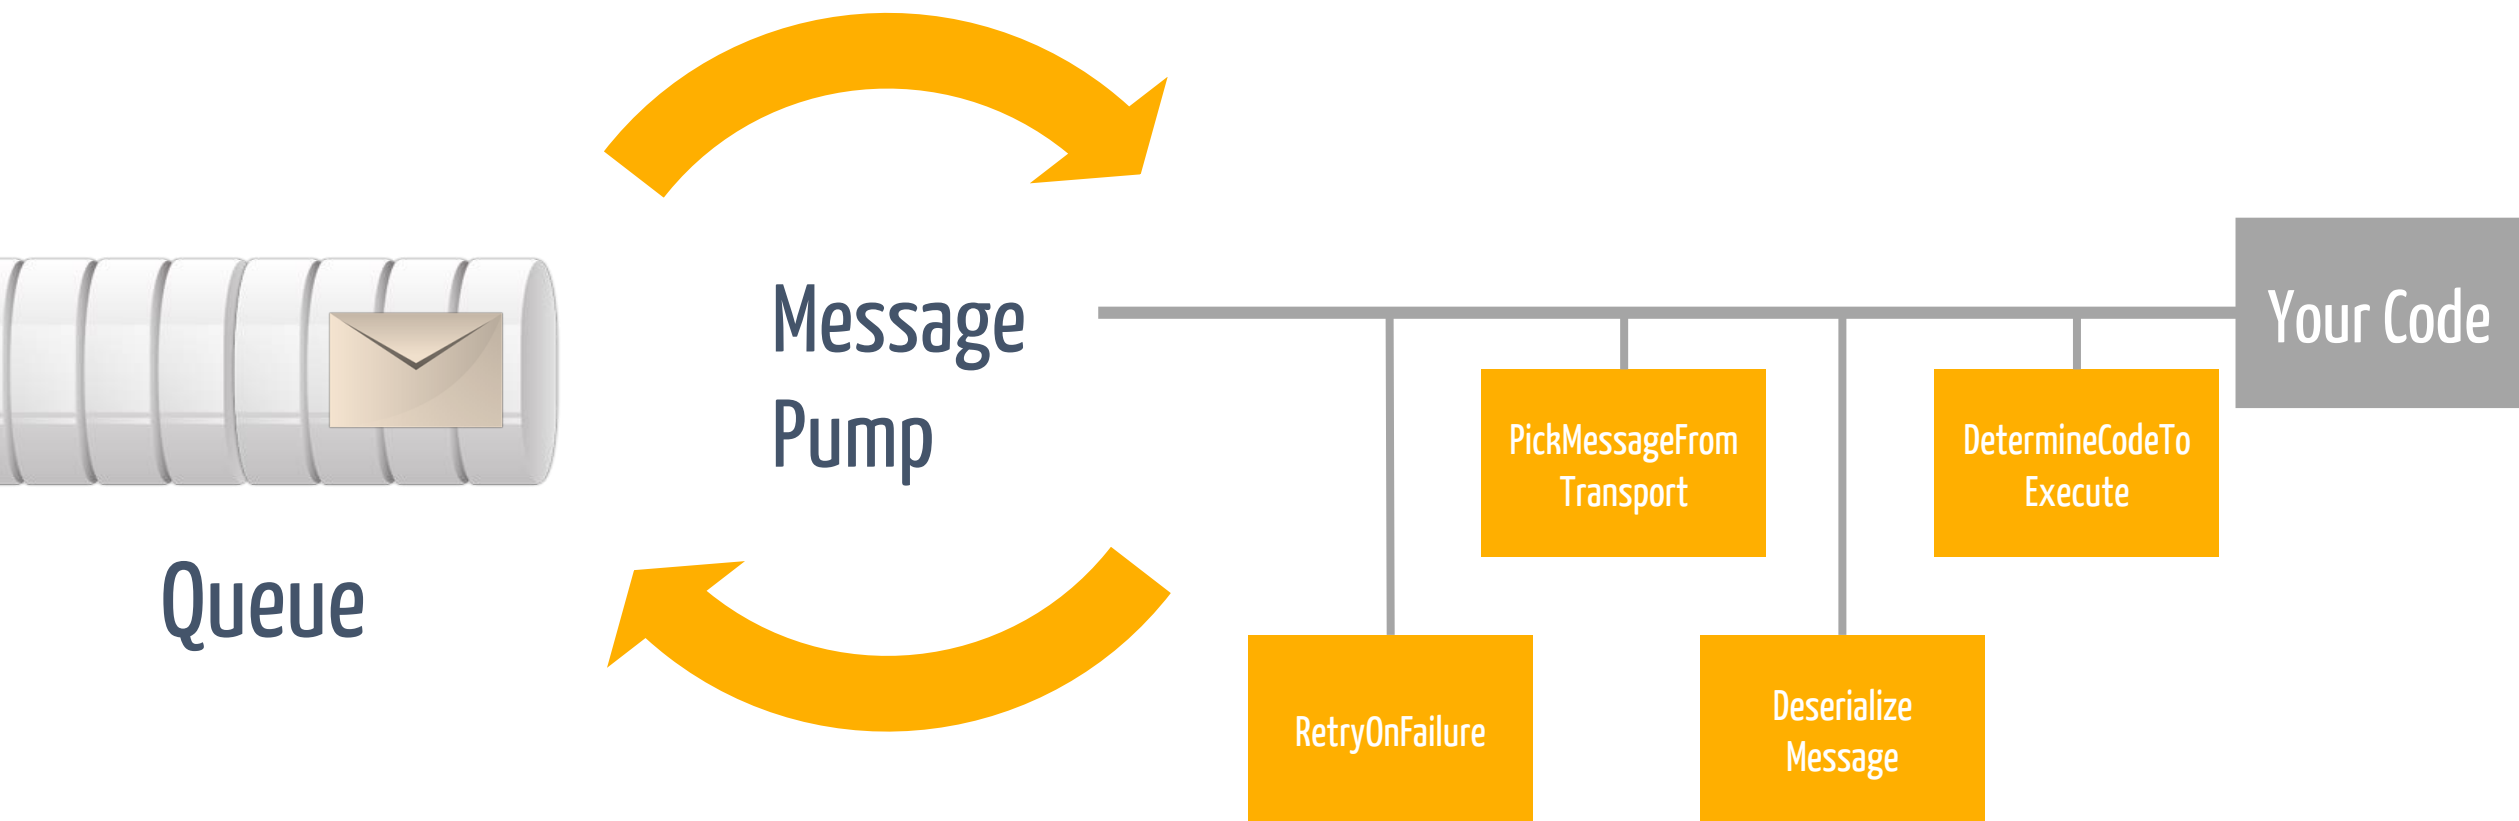 Message
Pump
Queue
Your Code
PickMessageFrom
Transport
DetermineCodeTo
Execute
RetryOnFailure
Deserialize
Message